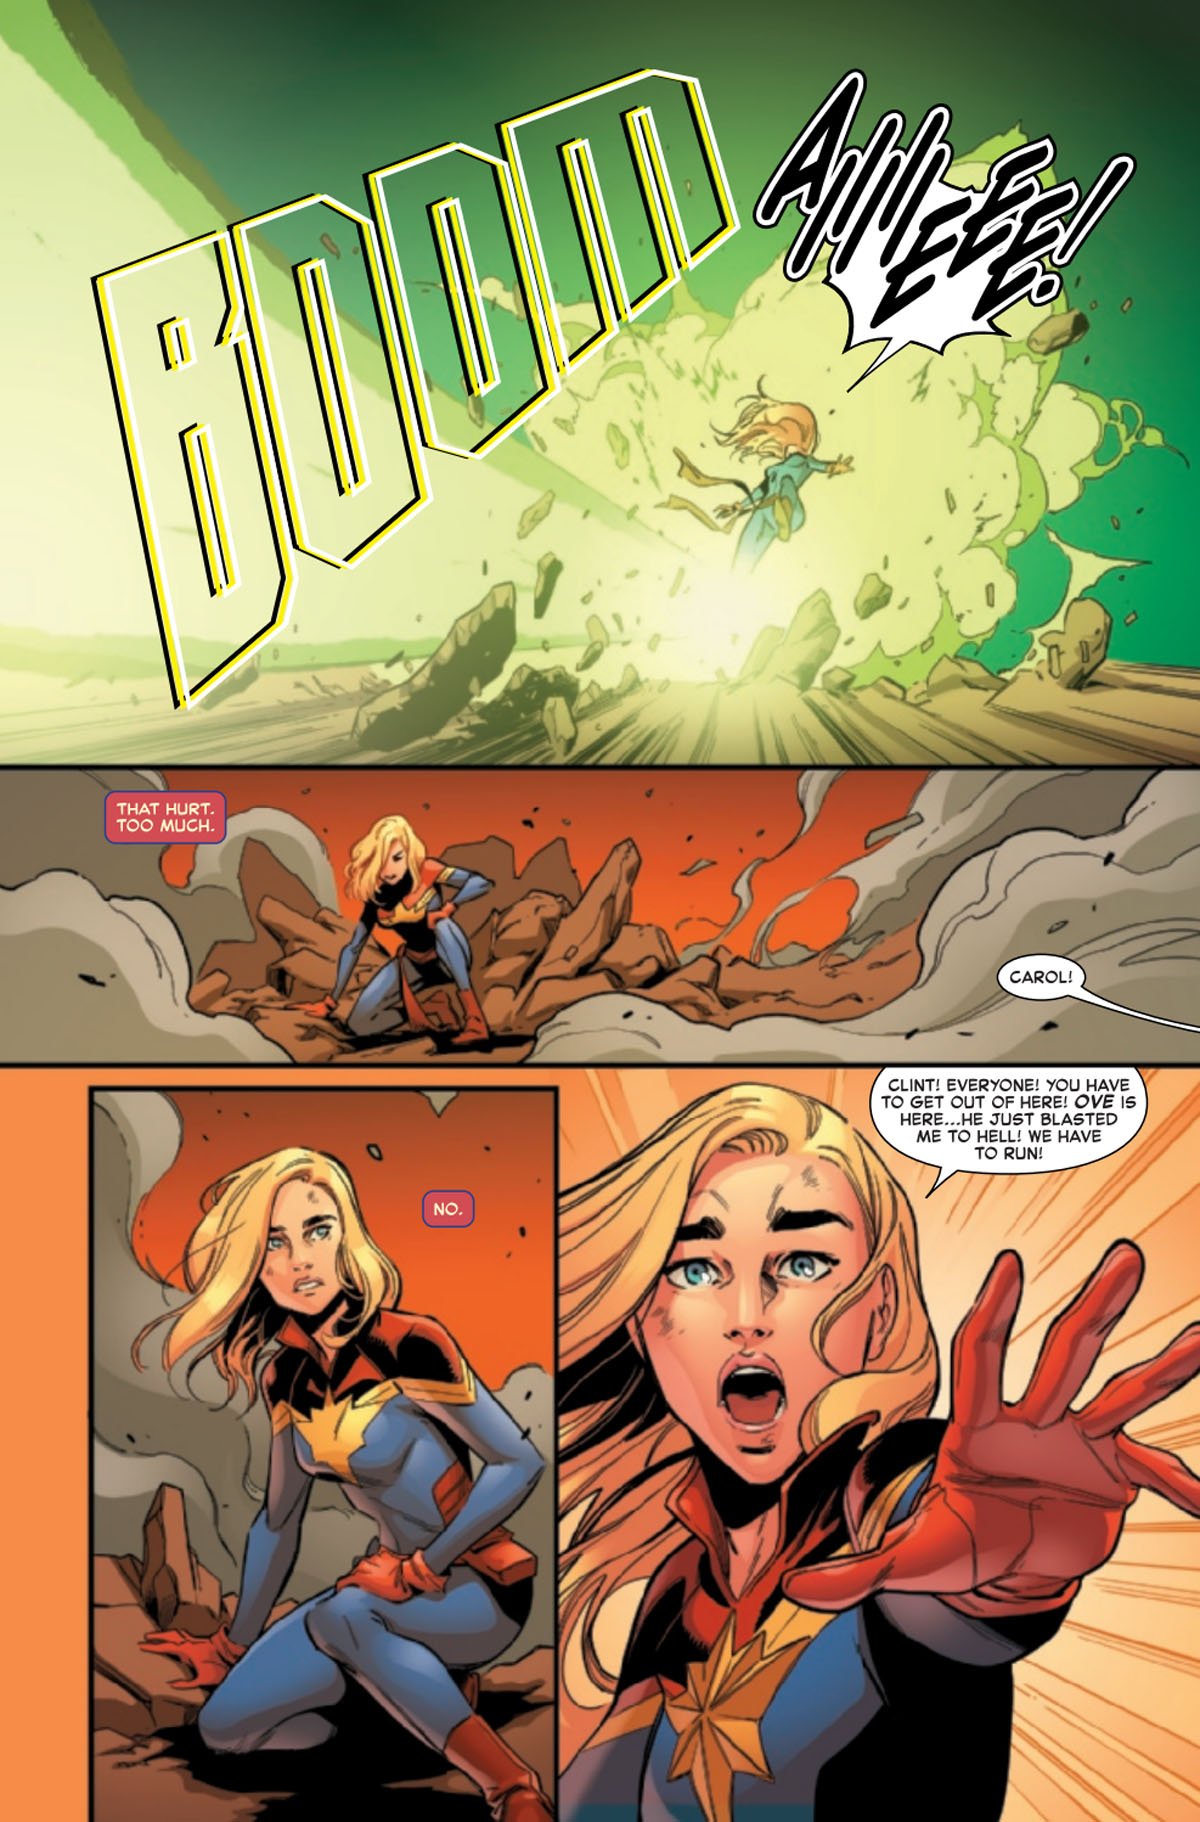 BOOM
AIIIIEEEEE!
THAT HURT.
TOO MUCH.
CAROL!
NO.
CLINT! EVERYONE! YOU HAVE
TO GET OUT OF HERE! OVE IS
HERE...HE JUST BLASTED
ME TO HELL! WE HAVE
TO RUN!